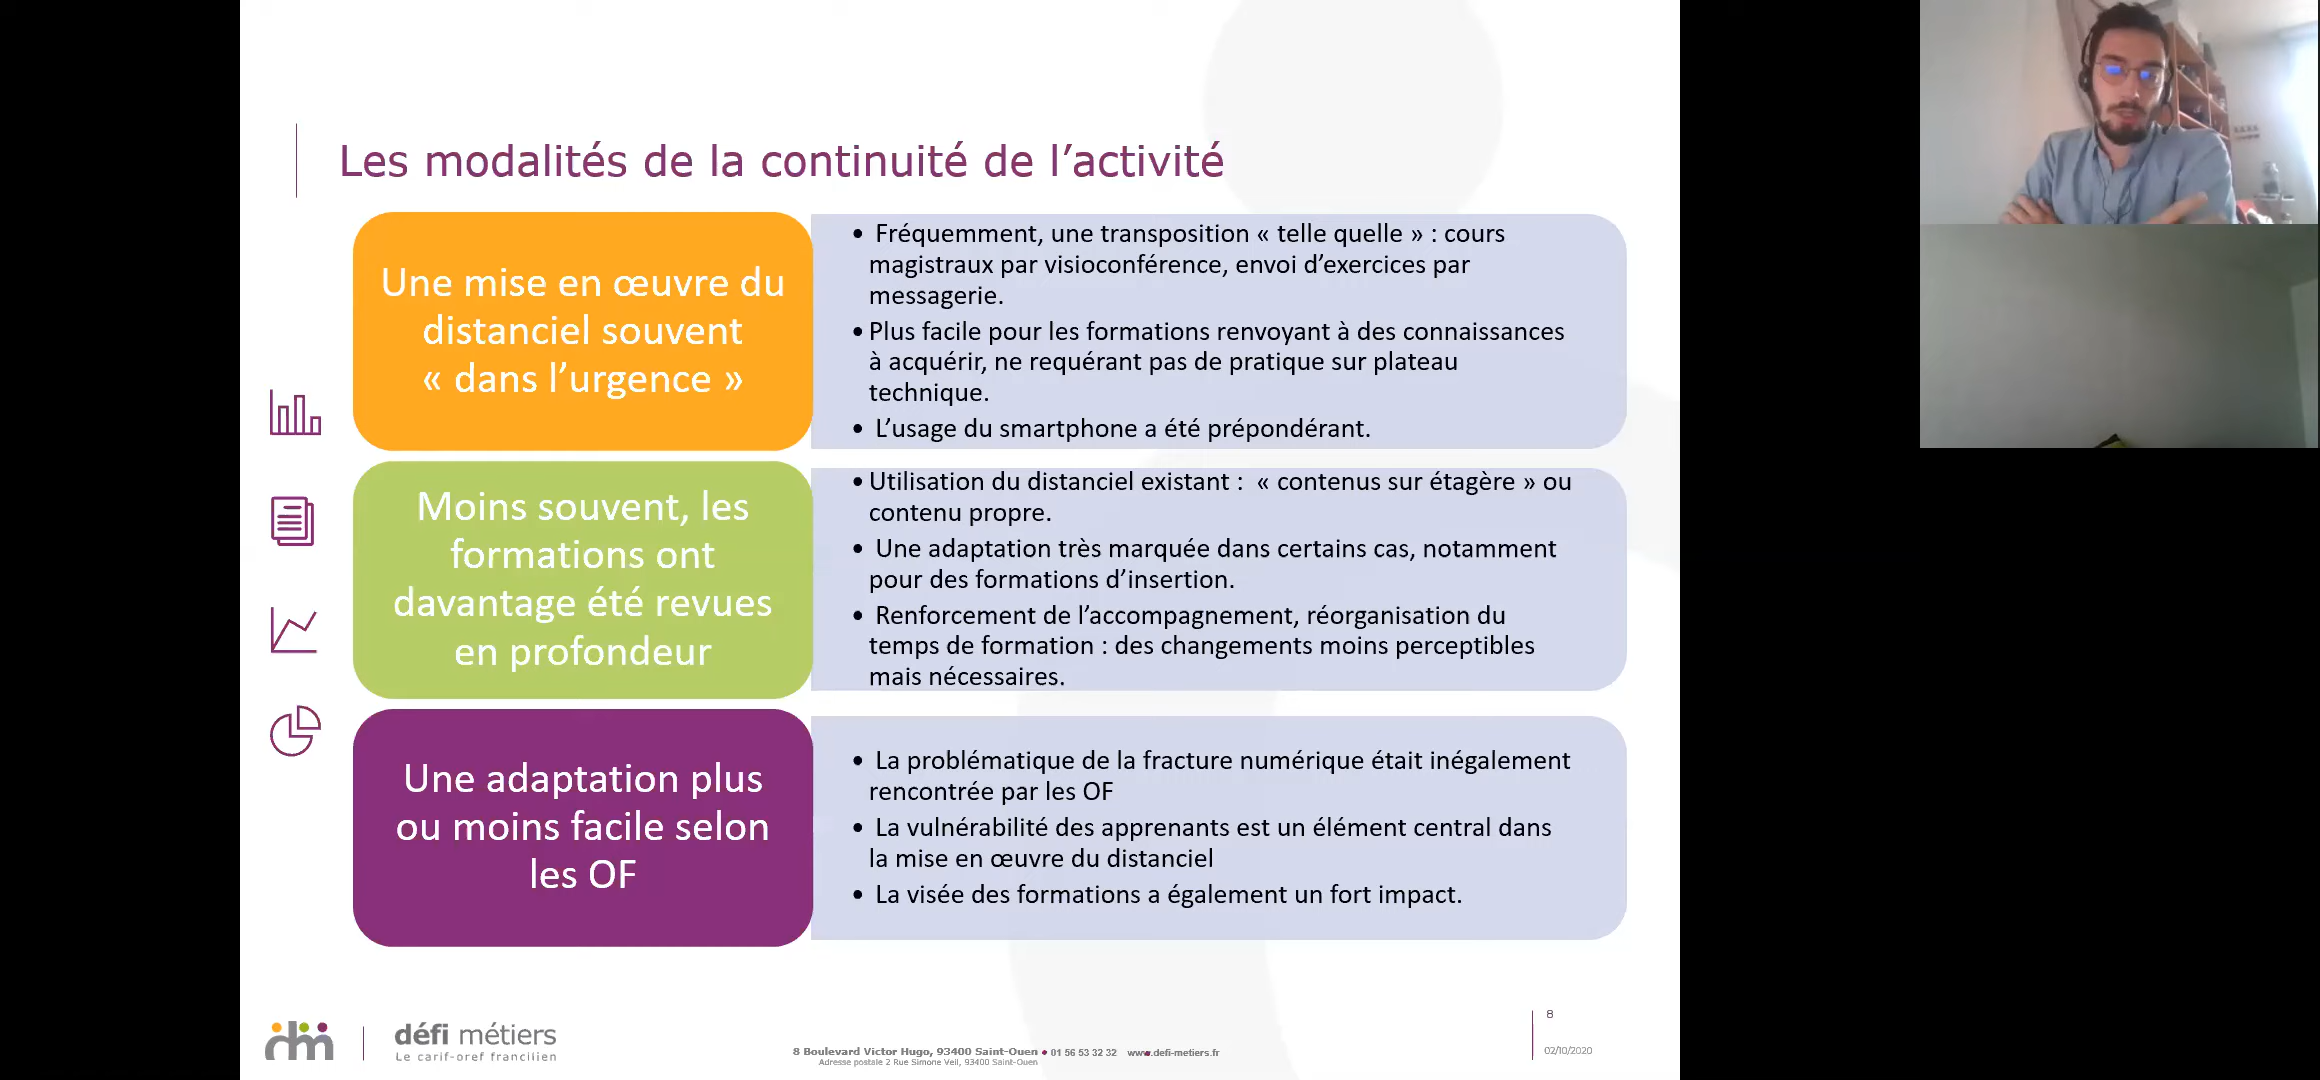 Les modalités de la continuité de l’activité
Une mise en œuvre du
distanciel souvent
« dans l’urgence »
• Fréquemment, une transposition « telle quelle » : cours
magistraux par visioconférence, envoi d’exercices par
messagerie.
• Plus facile pour les formations renvoyant à des connaissances
à acquérir, ne requérant pas de pratique sur plateau
technique.
• L’usage du smartphone a été prépondérant.
Moins souvent, les
formations ont
davantage été revues
en profondeur
• Utilisation du distanciel existant : « contenus sur étagère » ou
contenu propre.
• Une adaptation très marquée dans certains cas, notamment
pour des formations d’insertion.
• Renforcement de l’accompagnement, réorganisation du
temps de formation : des changements moins perceptibles
mais nécessaires.
Une adaptation plus
ou moins facile selon
les OF
• La problématique de la fracture numérique était inégalement
rencontrée par les OF
• La vulnérabilité des apprenants est un élément central dans
la mise en œuvre du distanciel
• La visée des formations a également un fort impact.
dm
défi métiers
Le carif-oref francilien
8 Boulevard Victor Hugo, 93400 Saint-Ouen • 01 56 53 32 32 www.defi-metiers.fr
Adresse postale 2 Rue Simone Veil, 93400 Saint-Ouen
8
02/10/2020